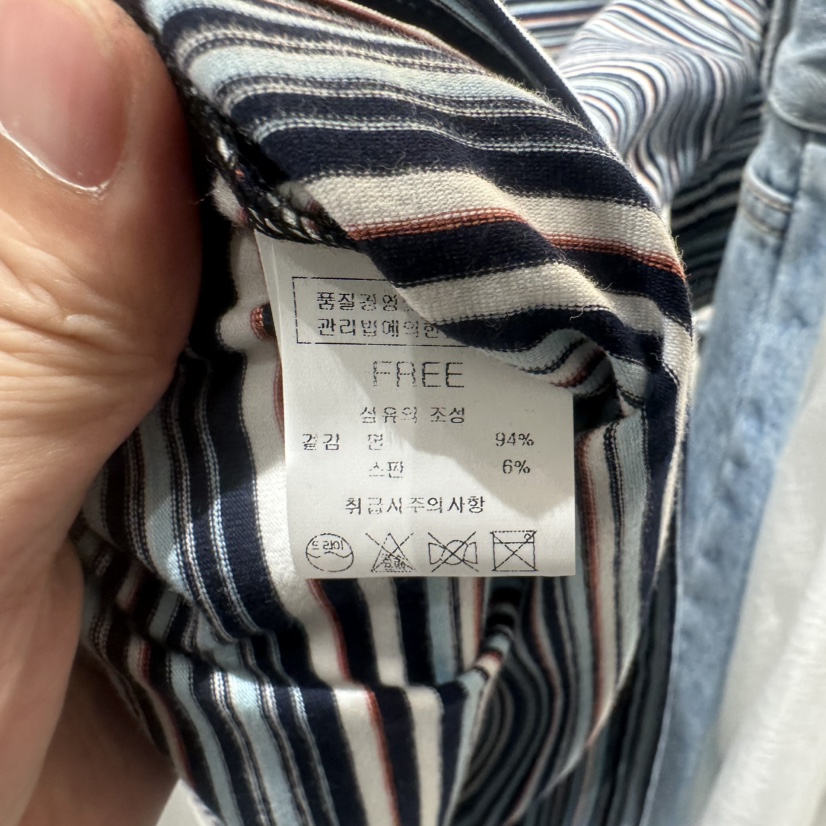 품질경영
관리법에의한
FREE
섬유의 조성
겉감 면 94%
스판 6%
취급시주의사항
드라이